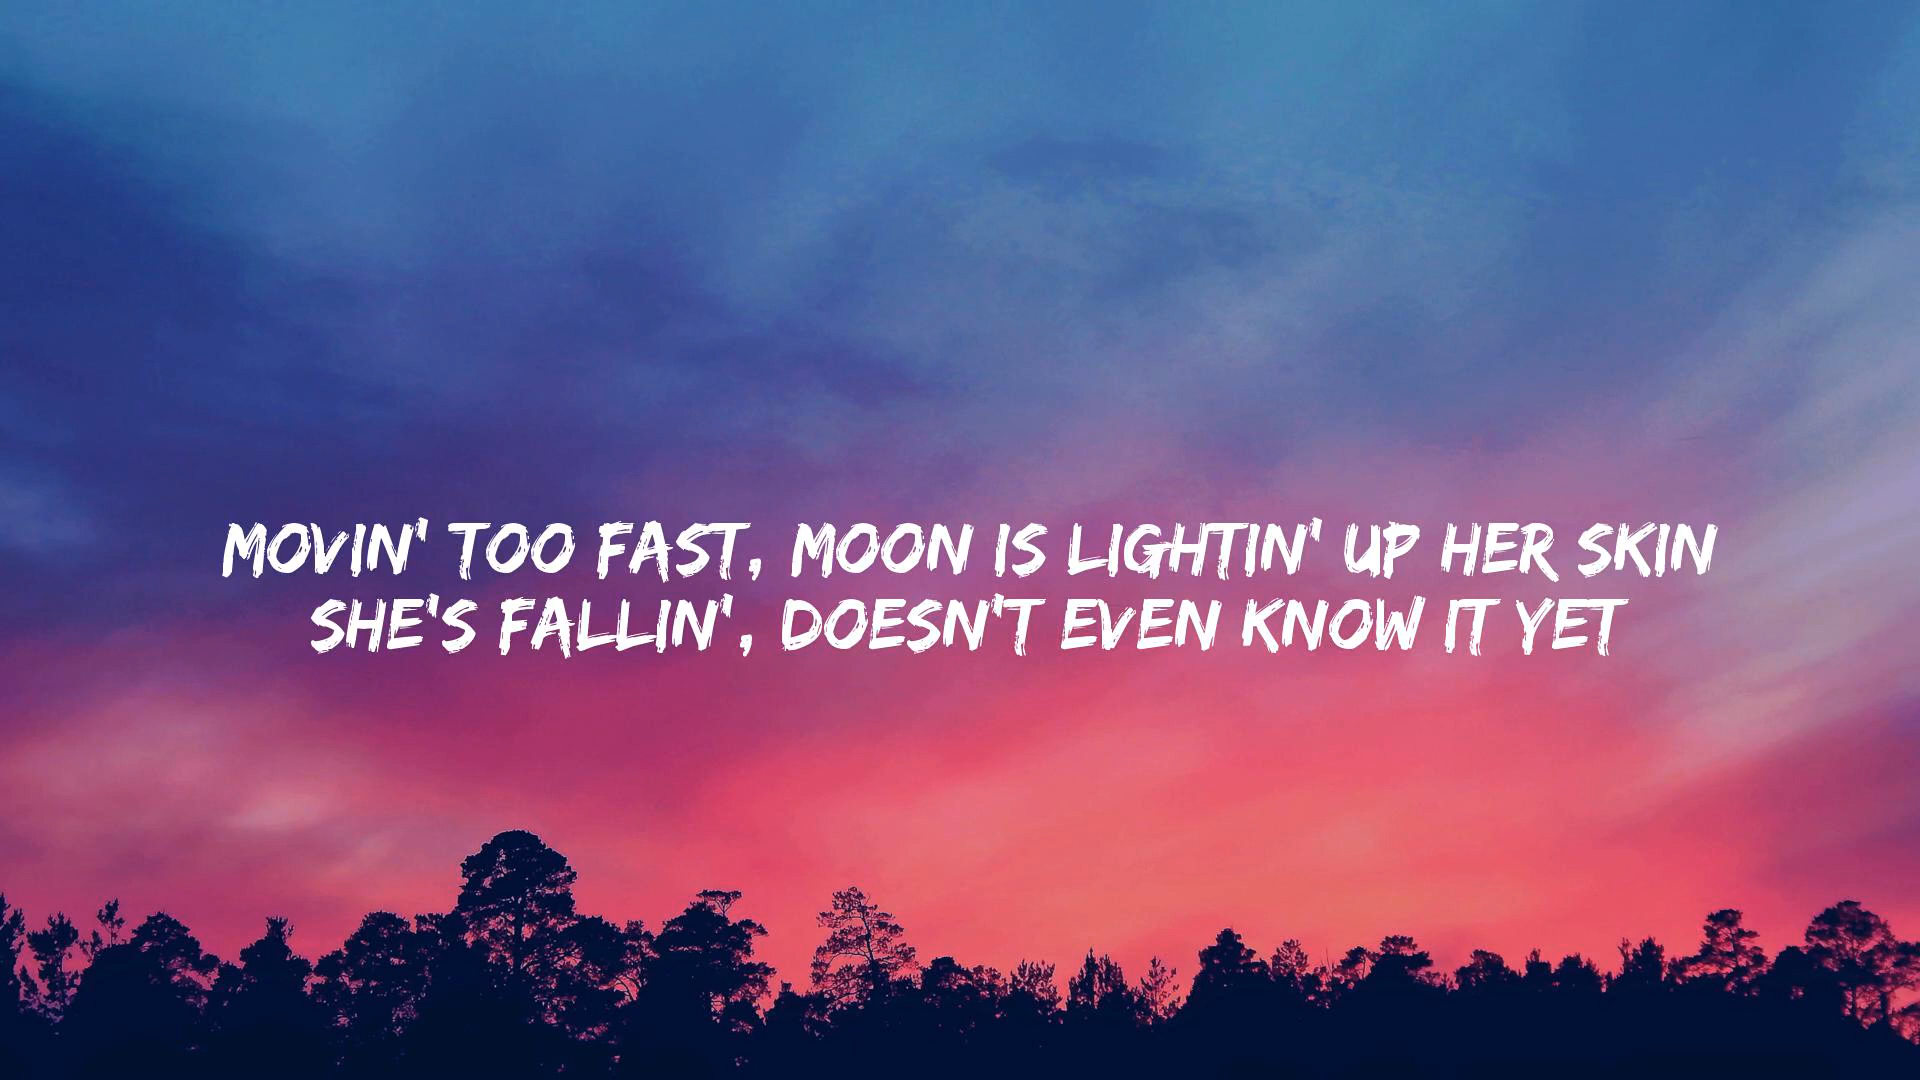 MOVIN' TOO FAST, MOON IS LIGHTIN' UP HER SKIN
SHE'S FALLIN', DOESN'T EVEN KNOW IT YET